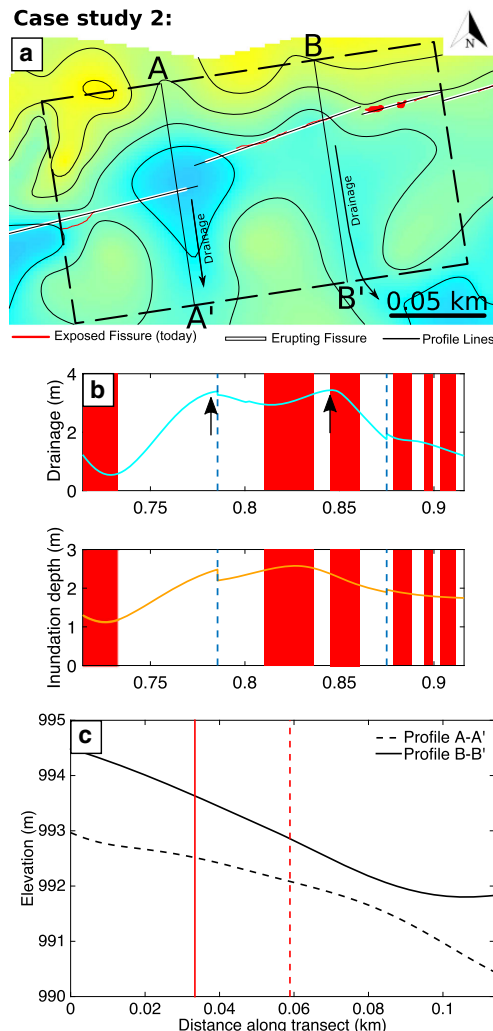 Case study 2:
a
A
B
N
Drainage
Drainage
A'
B'
0.05 km
Exposed Fissure (today)
Erupting Fissure
Profile Lines
b
Drainage (m)
4
2
0
0.75
0.8
0.85
0.9
Inundation depth (m)
3
2
1
0
0.75
0.8
0.85
0.9
c
Profile A-A'
Profile B-B'
Elevation (m)
995
994
993
992
991
990
0
0.02
0.04
0.06
0.08
0.1
Distance along transect (km)